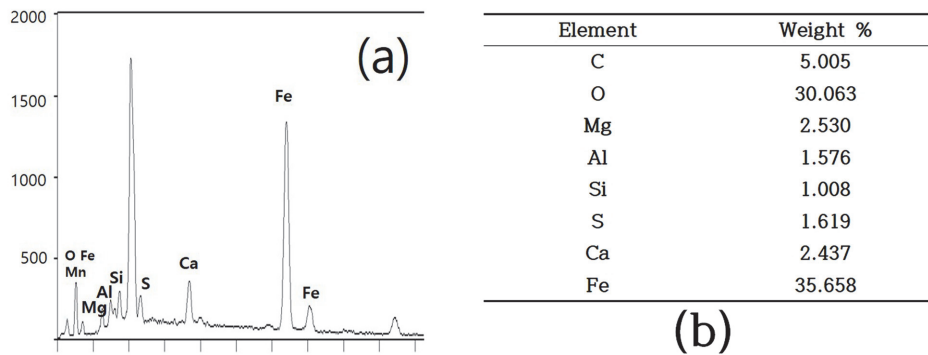 2000
(a)
1500
Fe
1000
500
O Fe
Mn
Mg
Al
Si
S
Ca
Fe
Element Weight %
C 5.005
O 30.063
Mg 2.530
Al 1.576
Si 1.008
S 1.619
Ca 2.437
Fe 35.658
(b)